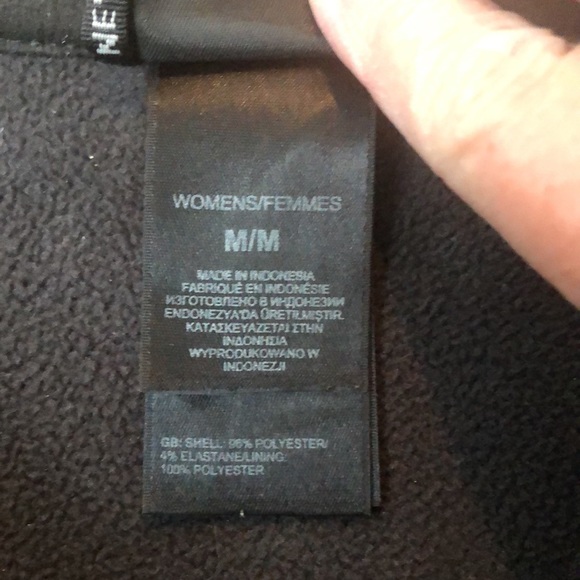 NE
WOMENS/FEMMES
M/M
MADE IN INDONESIA
FABRIQUÉ EN INDONÉSIE
ИЗГОТОВЛЕНО В ИНДОНЕЗИИ
ENDONEZYA'DA ÜRETILMIŞTIR.
ΚΑΤΑΣΚΕΥΑΖΕΤΑΙ ΣΤΗΝ
ΙΝΔΟΝΗΣΙΑ
WYPRODUKOWANO W
INDONEZJI
GB: SHELL: 96% POLYESTER/
4% ELASTANE/LINING:
100% POLYESTER